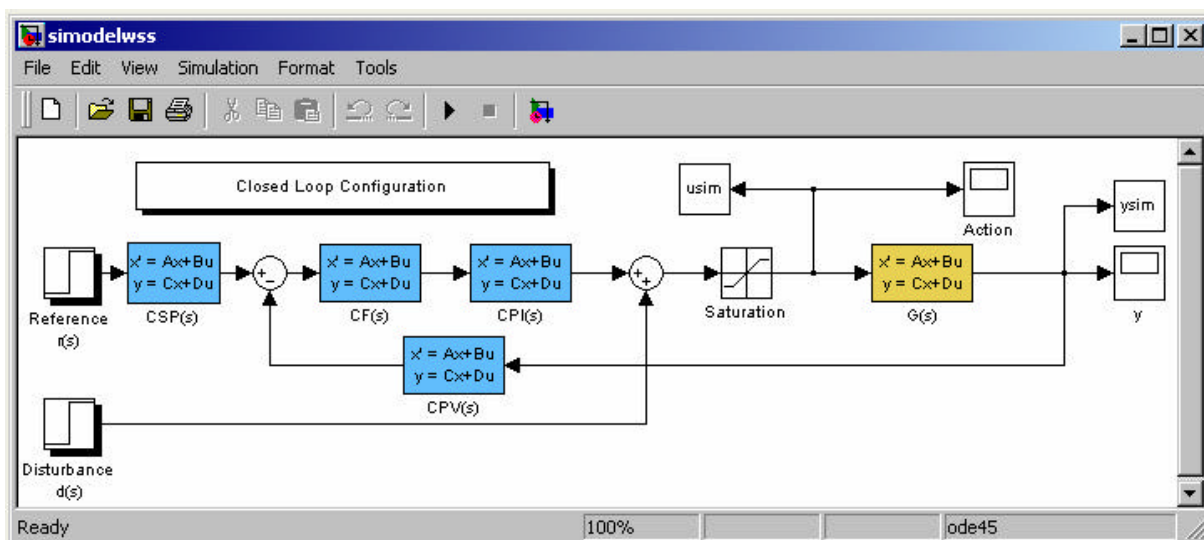 simodelwss
File Edit View Simulation Format Tools
Closed Loop Configuration
usim
Action
ysim
x' = Ax+Bu
y = Cx+Du
CSP(s)
Reference
r(s)
+
−
x' = Ax+Bu
y = Cx+Du
CF(s)
x' = Ax+Bu
y = Cx+Du
CPI(s)
+
+
Saturation
x' = Ax+Bu
y = Cx+Du
G(s)
y
x' = Ax+Bu
y = Cx+Du
CPV(s)
Disturbance
d(s)
Ready 100% ode45